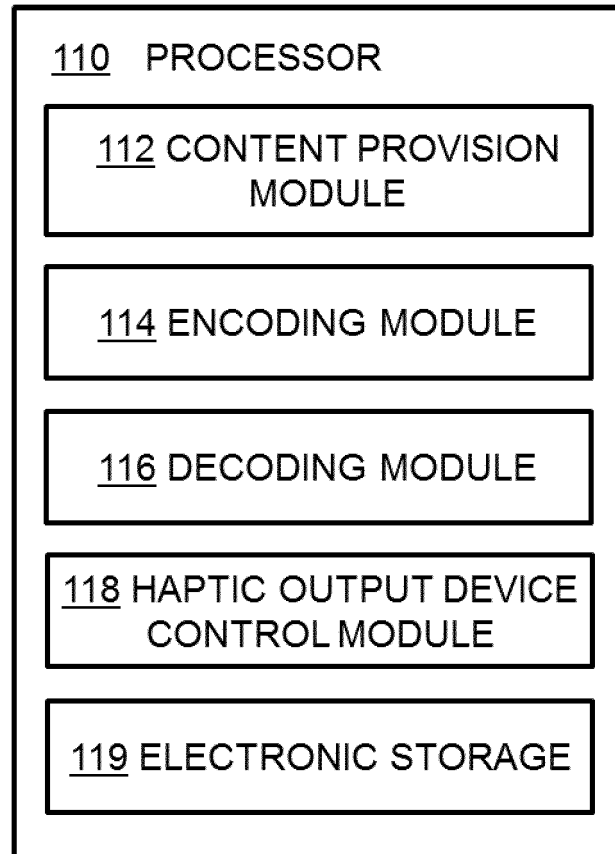 110 PROCESSOR
112 CONTENT PROVISION
MODULE
114 ENCODING MODULE
116 DECODING MODULE
118 HAPTIC OUTPUT DEVICE
CONTROL MODULE
119 ELECTRONIC STORAGE